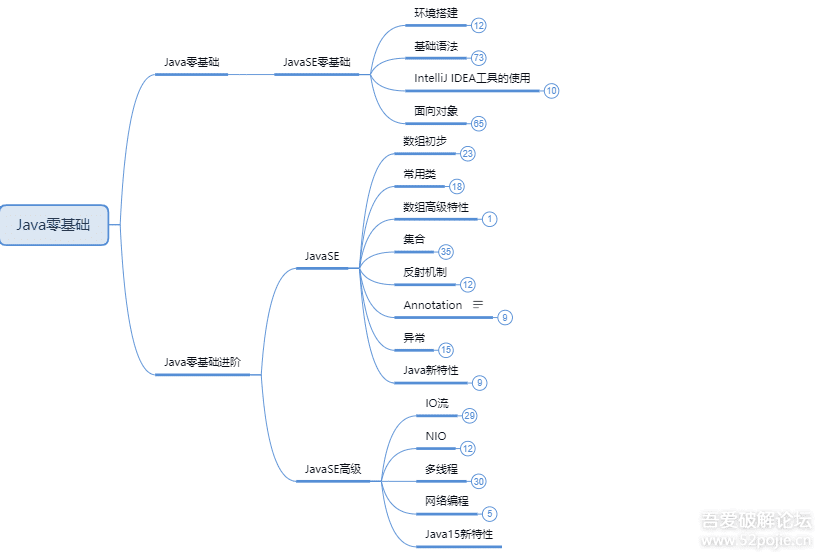 Java零基础
Java零基础
JavaSE零基础
环境搭建
12
基础语法
73
IntelliJ IDEA工具的使用
10
面向对象
65
Java零基础进阶
JavaSE
数组初步
23
常用类
18
数组高级特性
1
集合
35
反射机制
12
Annotation
9
异常
15
Java新特性
9
JavaSE高级
IO流
29
NIO
12
多线程
30
网络编程
5
Java15新特性
吾爱破解论坛
www.52pojie.cn